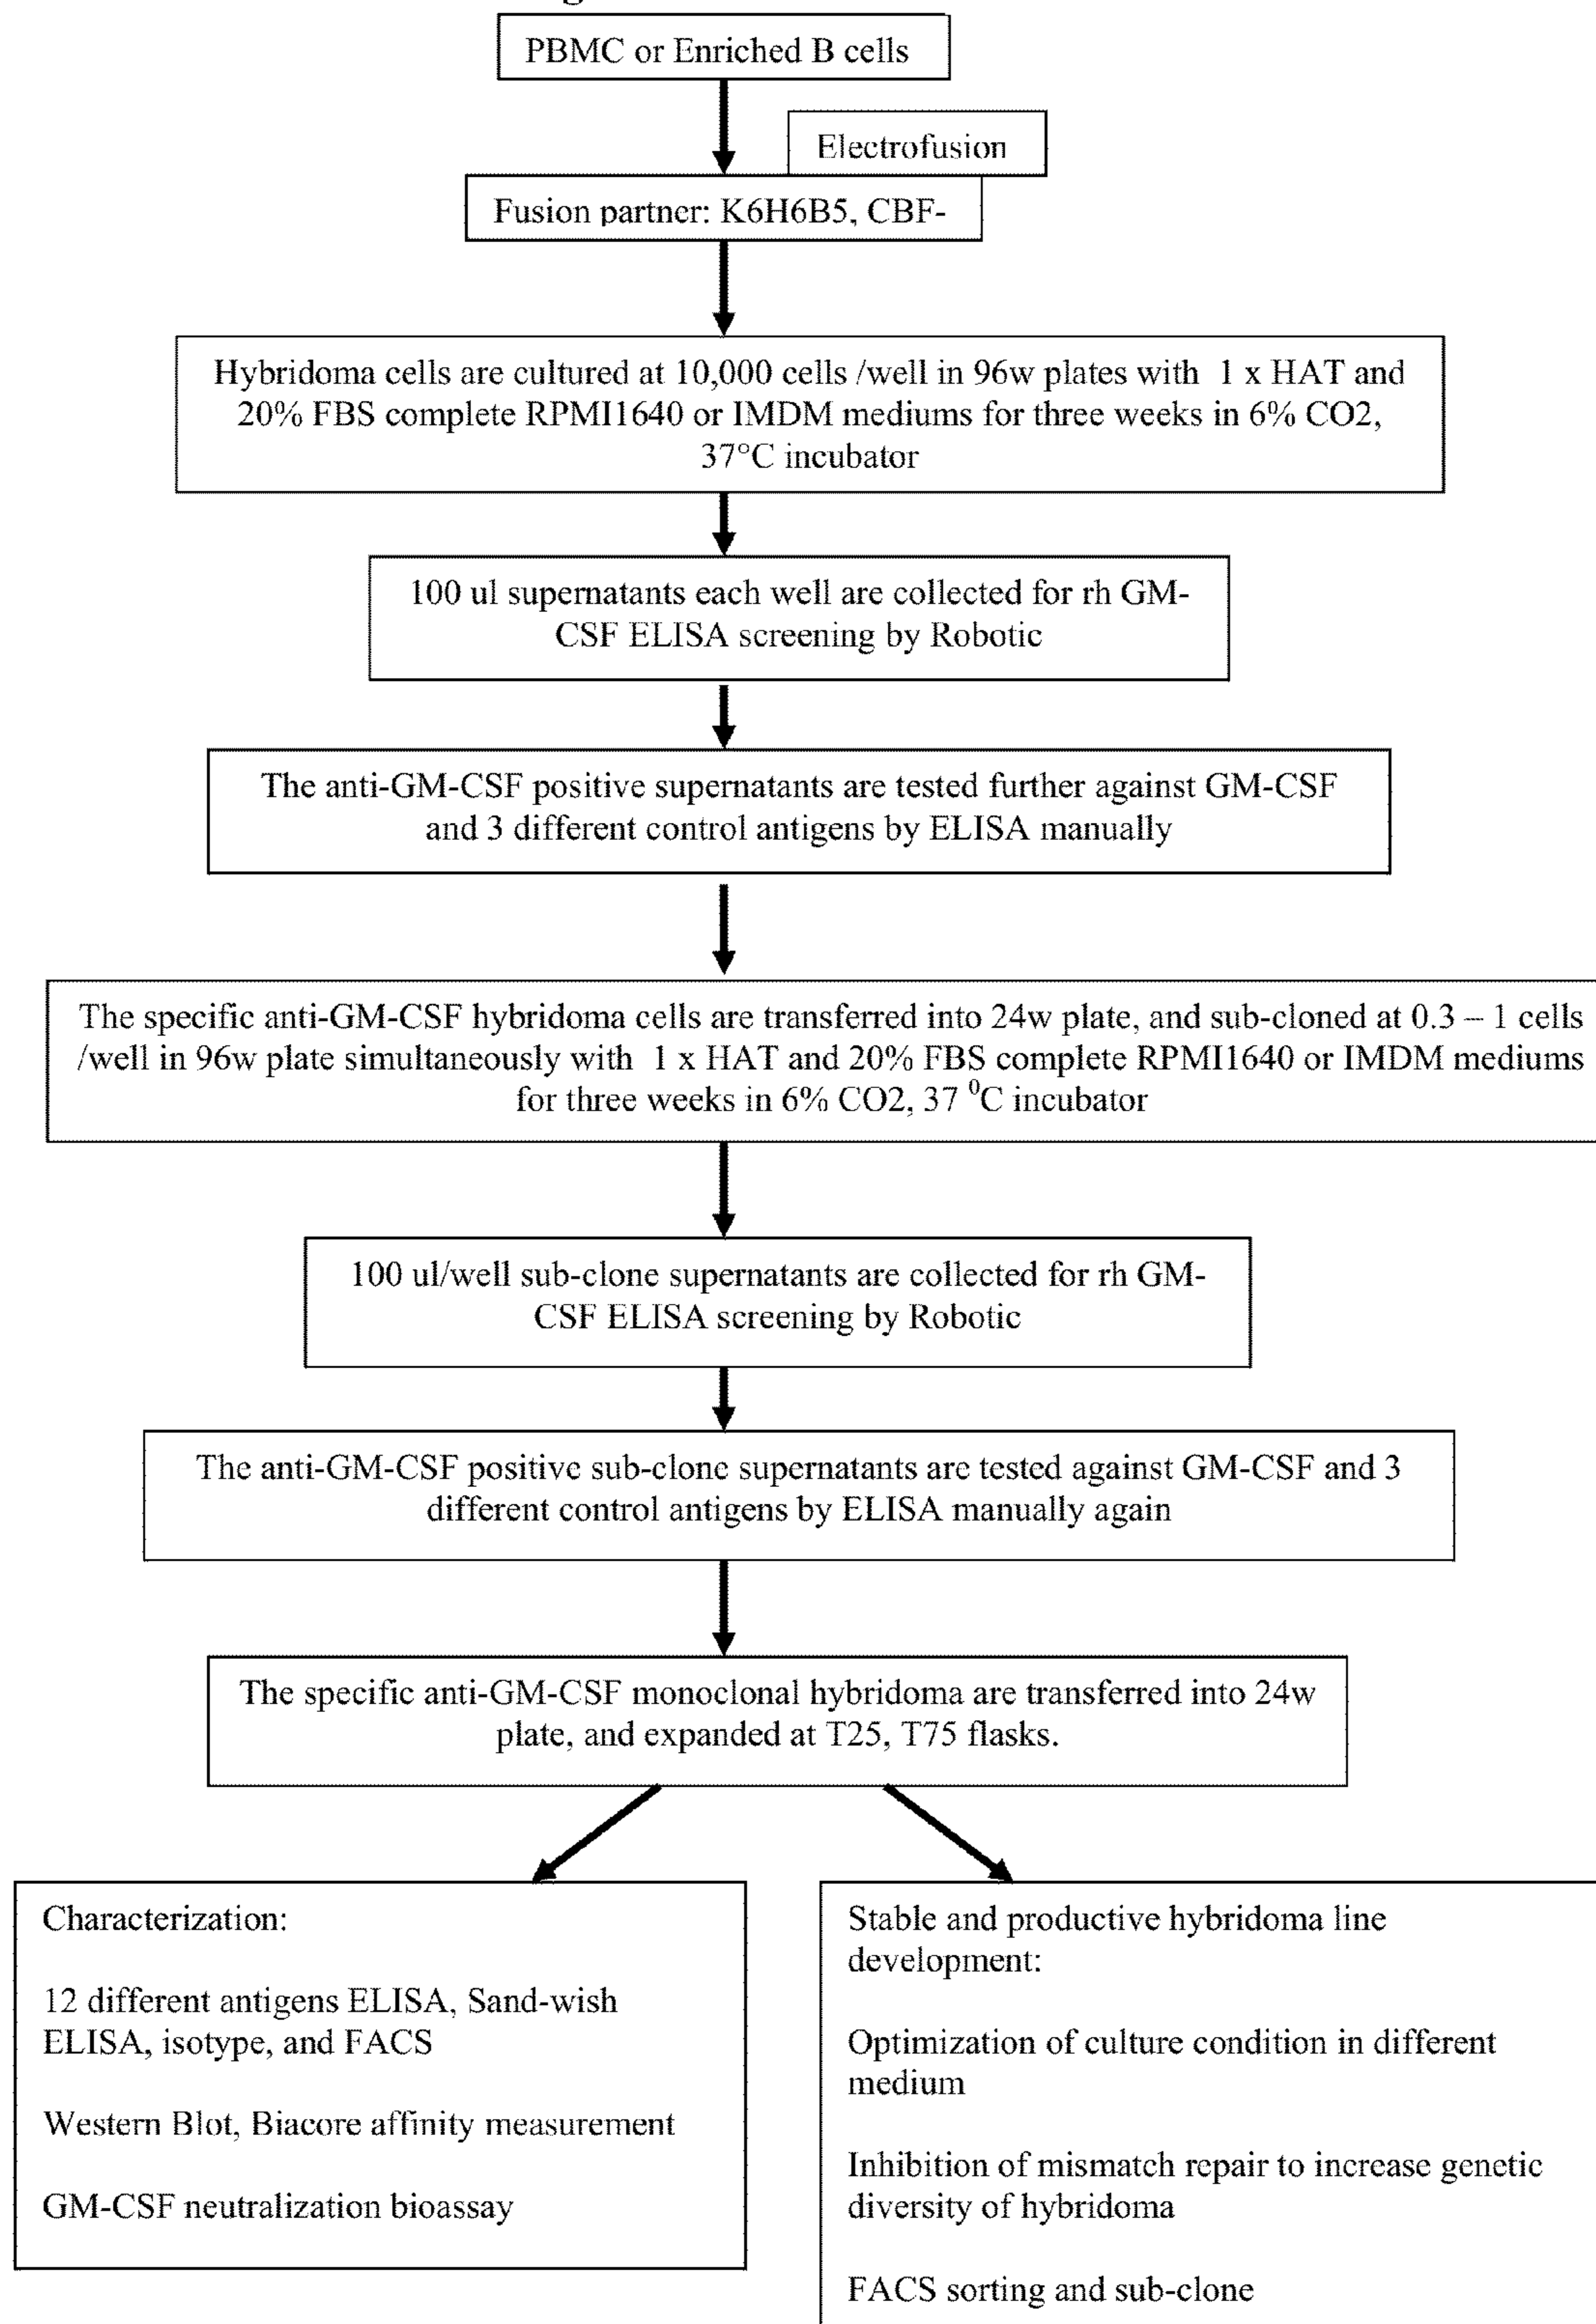 PBMC or Enriched B cells
Electrofusion
Fusion partner: K6H6B5, CBF-
Hybridoma cells are cultured at 10,000 cells /well in 96w plates with 1 x HAT and
20% FBS complete RPMI1640 or IMDM mediums for three weeks in 6% CO2,
37°C incubator
100 ul supernatants each well are collected for rh GM-
CSF ELISA screening by Robotic
The anti-GM-CSF positive supernatants are tested further against GM-CSF
and 3 different control antigens by ELISA manually
The specific anti-GM-CSF hybridoma cells are transferred into 24w plate, and sub-cloned at 0.3 – 1 cells
/well in 96w plate simultaneously with 1 x HAT and 20% FBS complete RPMI1640 or IMDM mediums
for three weeks in 6% CO2, 37 ⁰C incubator
100 ul/well sub-clone supernatants are collected for rh GM-
CSF ELISA screening by Robotic
The anti-GM-CSF positive sub-clone supernatants are tested against GM-CSF and 3
different control antigens by ELISA manually again
The specific anti-GM-CSF monoclonal hybridoma are transferred into 24w
plate, and expanded at T25, T75 flasks.
Characterization:
12 different antigens ELISA, Sand-wish
ELISA, isotype, and FACS
Western Blot, Biacore affinity measurement
GM-CSF neutralization bioassay
Stable and productive hybridoma line
development:
Optimization of culture condition in different
medium
Inhibition of mismatch repair to increase genetic
diversity of hybridoma
FACS sorting and sub-clone